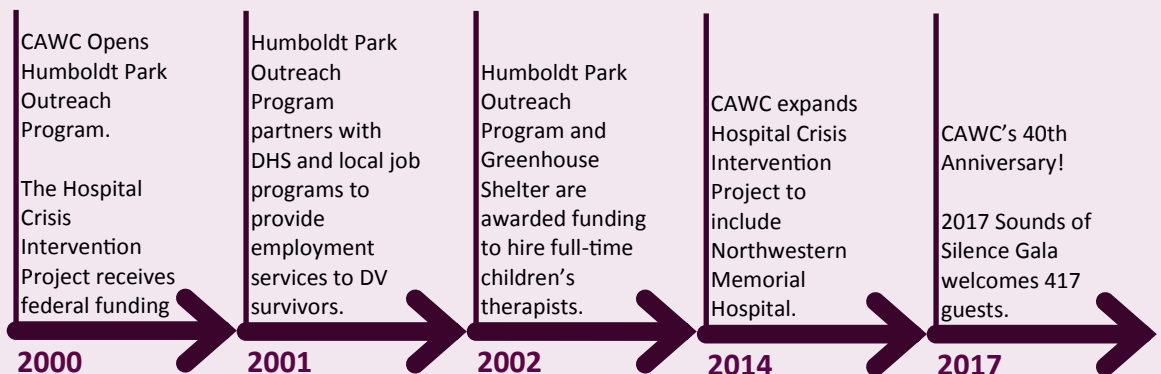 CAWC Opens
Humboldt Park
Outreach
Program.
The Hospital
Crisis
Intervention
Project receives
federal funding
2000
Humboldt Park
Outreach
Program
partners with
DHS and local job
programs to
provide
employment
services to DV
survivors.
2001
Humboldt Park
Outreach
Program and
Greenhouse
Shelter are
awarded funding
to hire full-time
children’s
therapists.
2002
CAWC expands
Hospital Crisis
Intervention
Project to
include
Northwestern
Memorial
Hospital.
2014
CAWC’s 40th
Anniversary!
2017 Sounds of
Silence Gala
welcomes 417
guests.
2017